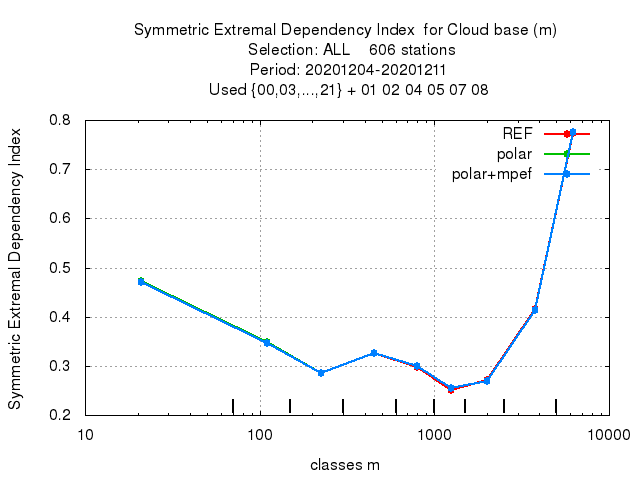 Symmetric Extremal Dependency Index  for Cloud base (m)
Selection: ALL    606 stations
Period: 20201204-20201211
Used {00,03,...,21} + 01 02 04 05 07 08
Symmetric Extremal Dependency Index
0.8
0.7
0.6
0.5
0.4
0.3
0.2
REF
polar
polar+mpef
10 100 1000 10000
classes m